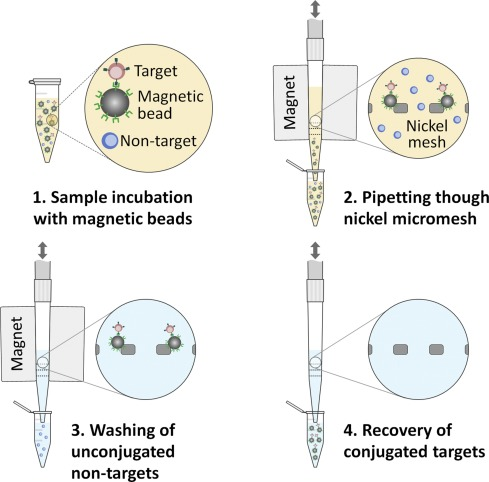 Target
Magnetic
bead
Non-target
1. Sample incubation
with magnetic beads
Magnet
Nickel
mesh
2. Pipetting though
nickel micromesh
Magnet
3. Washing of
unconjugated
non-targets
4. Recovery of
conjugated targets